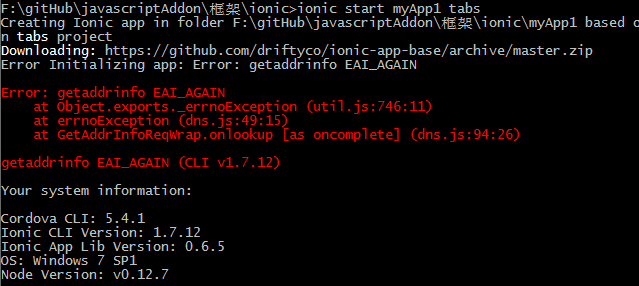 F:\gitHub\javascriptAddon\框架\ionic>ionic start myApp1 tabs
Creating Ionic app in folder F:\gitHub\javascriptAddon\框架\ionic\myApp1 based o
n tabs project
Downloading: https://github.com/driftyco/ionic-app-base/archive/master.zip
Error Initializing app: Error: getaddrinfo EAI_AGAIN
Error: getaddrinfo EAI_AGAIN
at Object.exports._errnoException (util.js:746:11)
at errnoException (dns.js:49:15)
at GetAddrInfoReqWrap.onlookup [as oncomplete] (dns.js:94:26)
getaddrinfo EAI_AGAIN (CLI v1.7.12)
Your system information:
Cordova CLI: 5.4.1
Ionic CLI Version: 1.7.12
Ionic App Lib Version: 0.6.5
OS: Windows 7 SP1
Node Version: v0.12.7